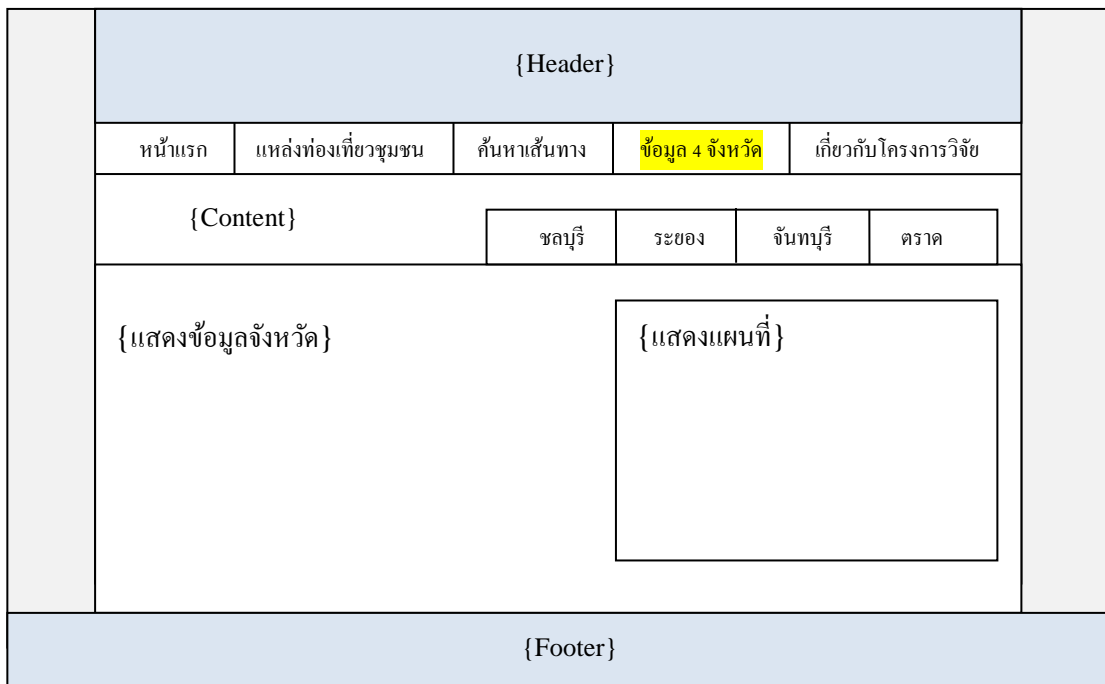 {Header}
หน้าแรก แหล่งท่องเที่ยวชุมชน ค้นหาเส้นทาง ข้อมูล 4 จังหวัด เกี่ยวกับโครงการวิจัย
{Content}
ชลบุรี ระยอง จันทบุรี ตราด
{แสดงข้อมูลจังหวัด}
{แสดงแผนที่}
{Footer}